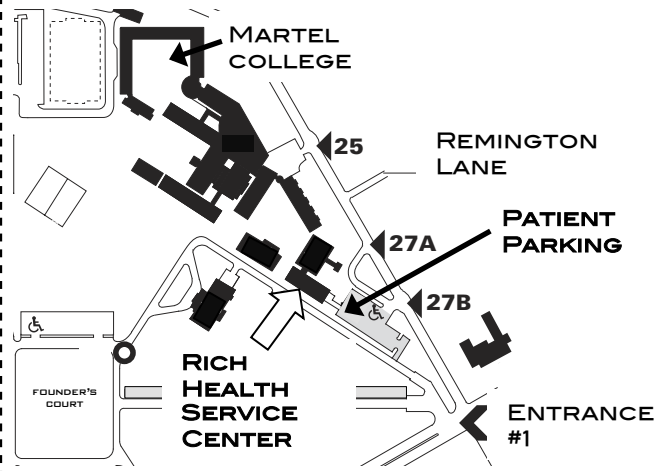 MARTEL
COLLEGE
25
REMINGTON
LANE
PATIENT
PARKING
27A
27B
RICH
HEALTH
SERVICE
CENTER
FOUNDER'S
COURT
ENTRANCE
#1